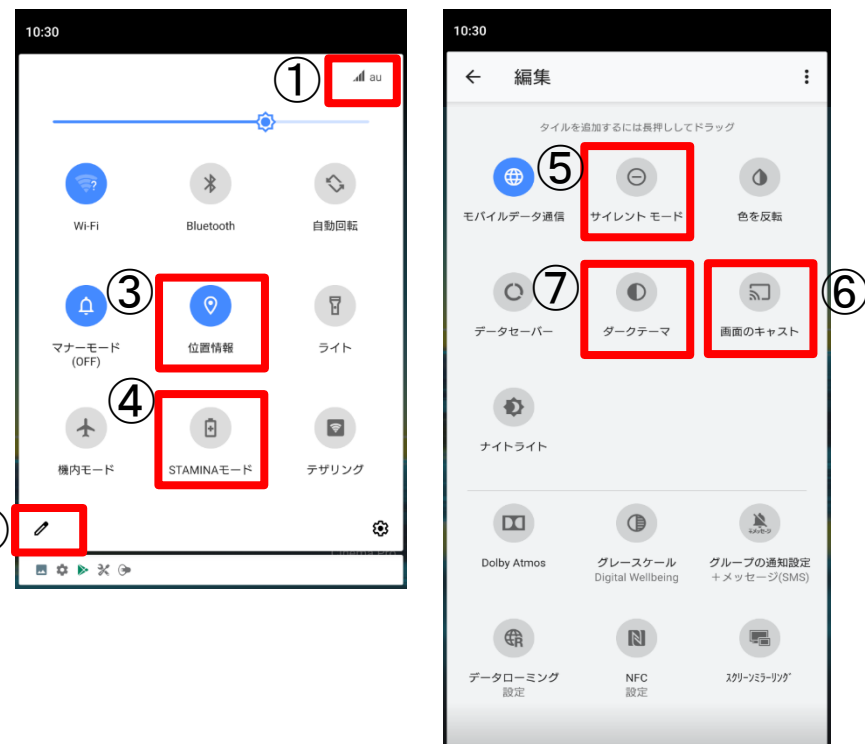 10:30
① au
Wi-Fi Bluetooth 自動回転
③
マナーモード 位置情報 ライト
(OFF)
④
機内モード STAMINAモード テザリング
10:30
編集
タイルを追加するには長押ししてドラッグ
⑤
モバイルデータ通信 サイレント モード 色を反転
⑦ ⑥
データセーバー ダークテーマ 画面のキャスト
ナイトライト
Dolby Atmos グレースケール グループの通知設定
Digital Wellbeing +メッセージ(SMS)
データローミング NFC ｽｸﾘｰﾝﾐﾗｰﾘﾝｸﾞ
設定 設定